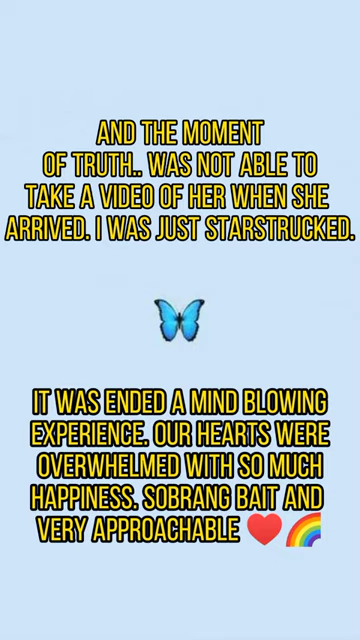 AND THE MOMENT
OF TRUTH.. WAS NOT ABLE TO
TAKE A VIDEO OF HER WHEN SHE
ARRIVED. I WAS JUST STARSTRUCKED.
IT WAS ENDED A MIND BLOWING
EXPERIENCE. OUR HEARTS WERE
OVERWHELMED WITH SO MUCH
HAPPINESS. SOBRANG BAIT AND
VERY APPROACHABLE ♥️🌈